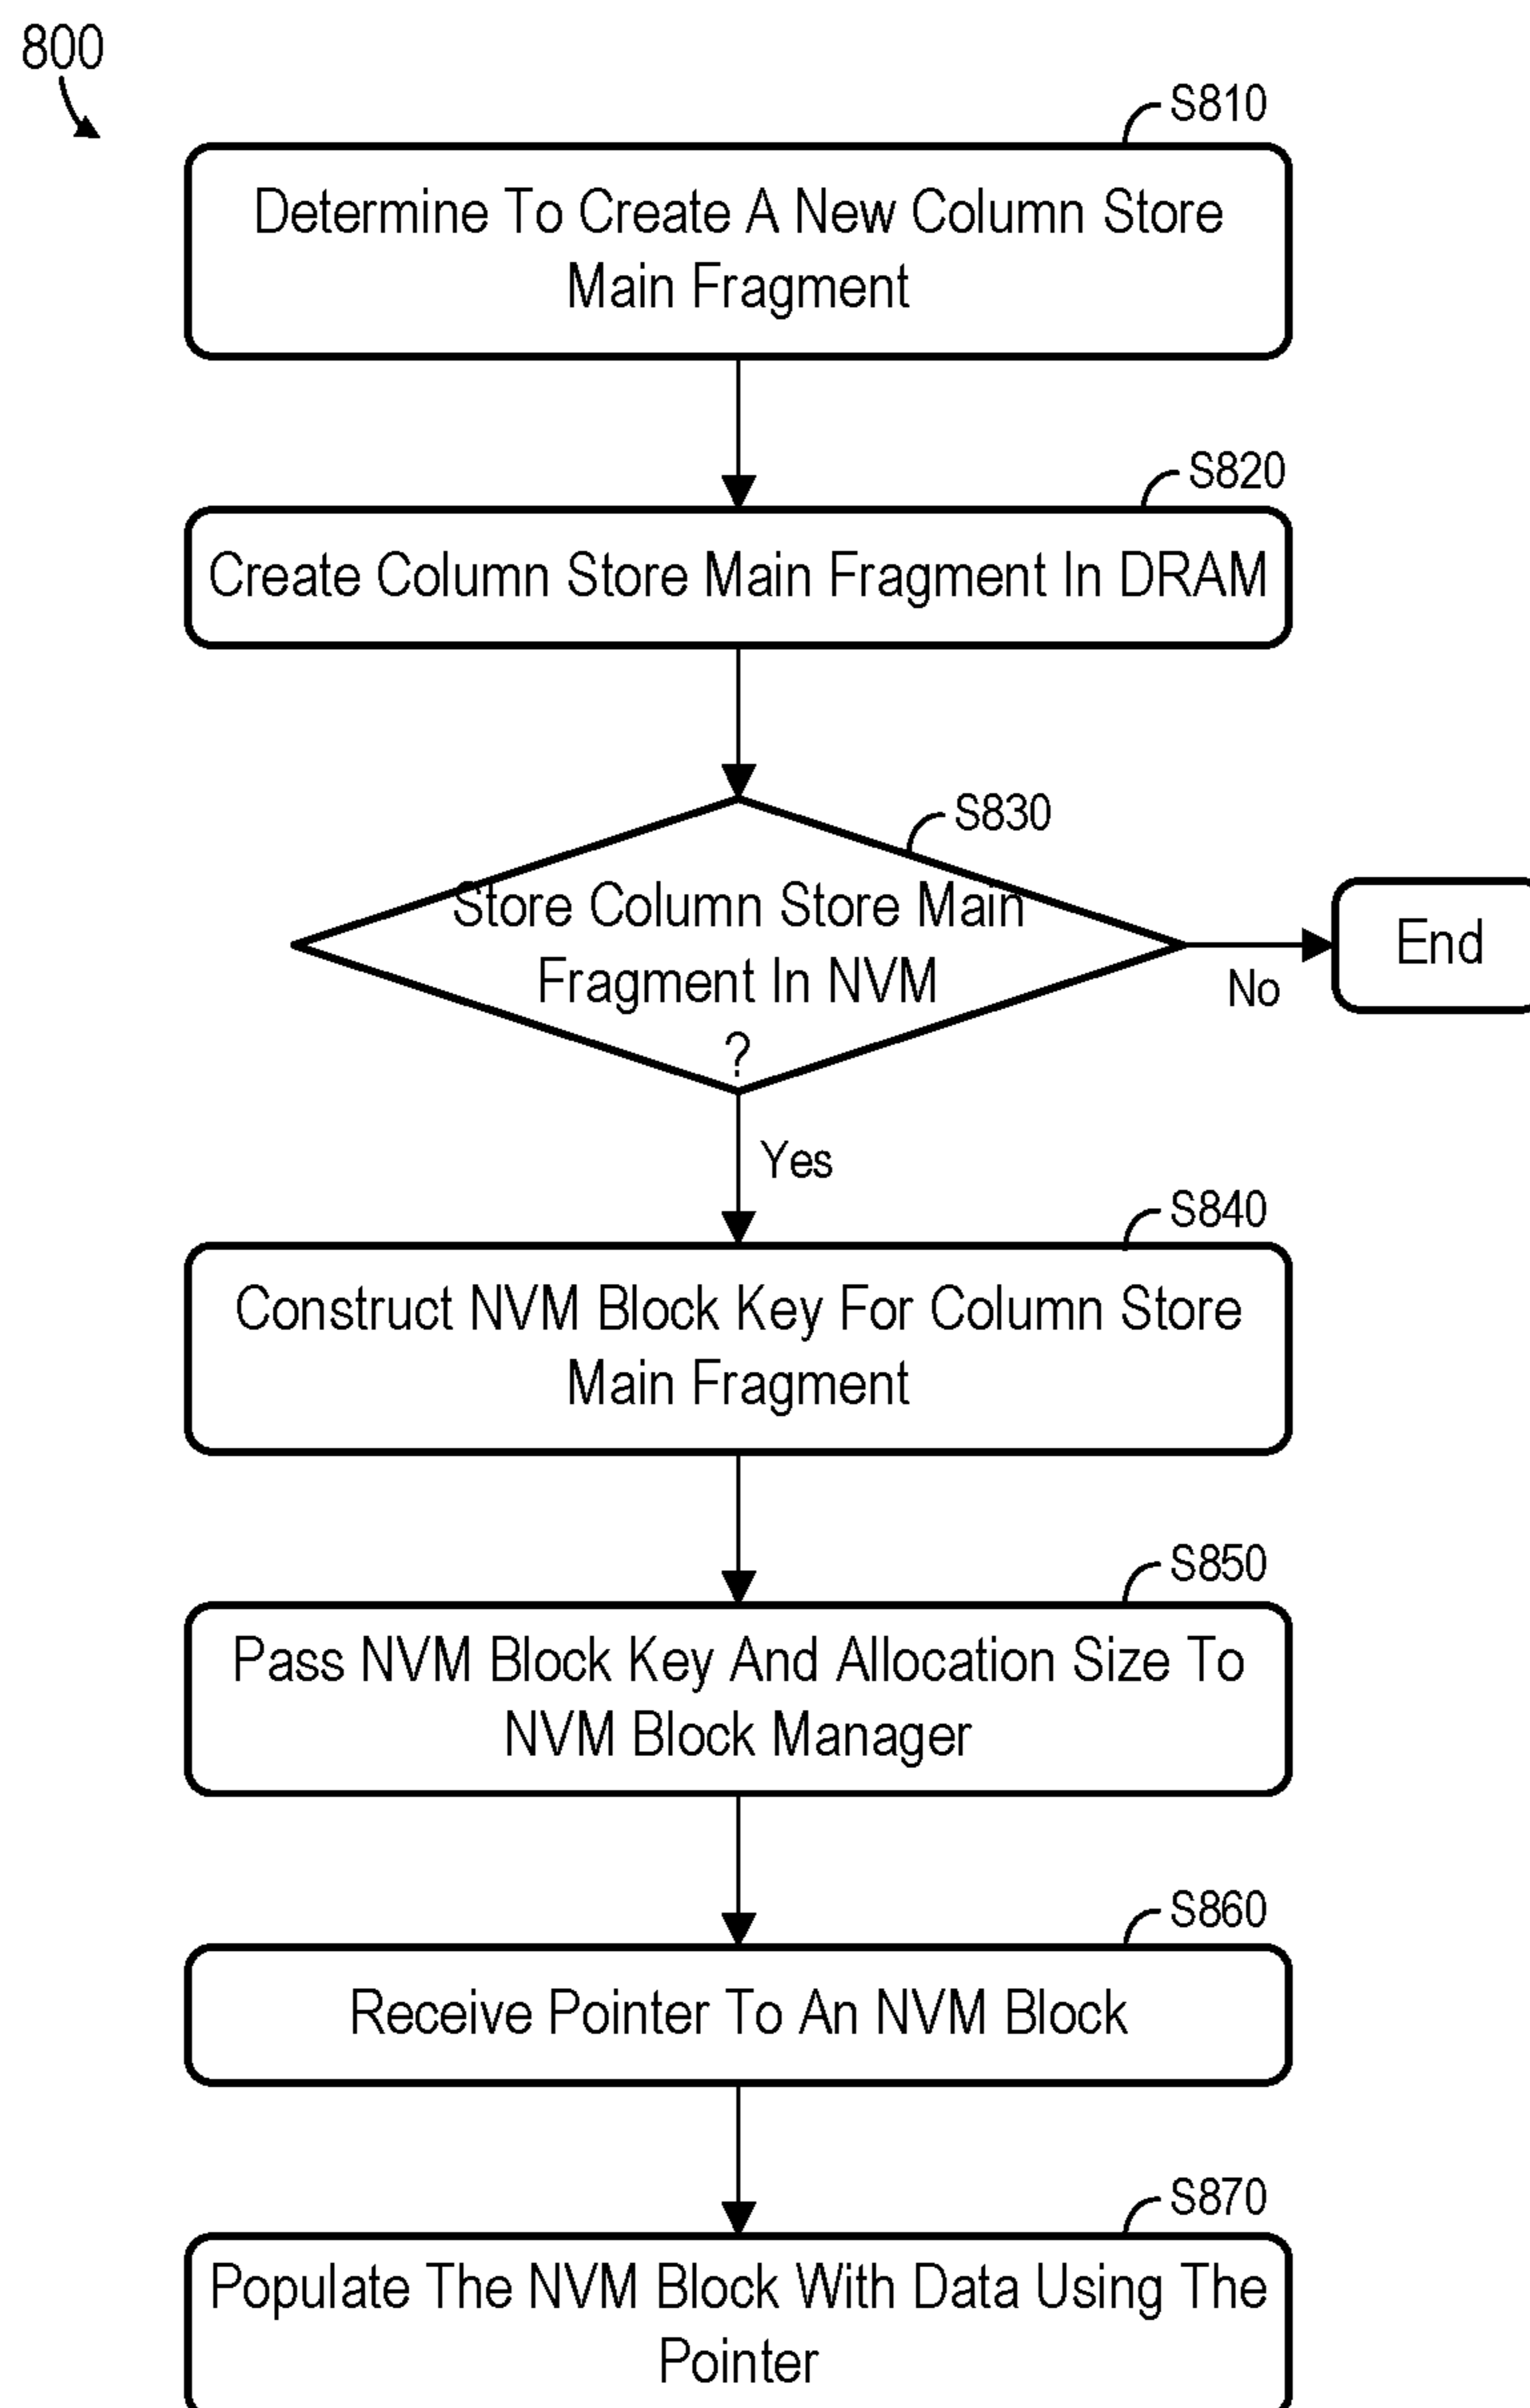 800
S810
Determine To Create A New Column Store
Main Fragment
S820
Create Column Store Main Fragment In DRAM
S830
Store Column Store Main
Fragment In NVM
?
End
No
Yes
S840
Construct NVM Block Key For Column Store
Main Fragment
S850
Pass NVM Block Key And Allocation Size To
NVM Block Manager
S860
Receive Pointer To An NVM Block
S870
Populate The NVM Block With Data Using The
Pointer